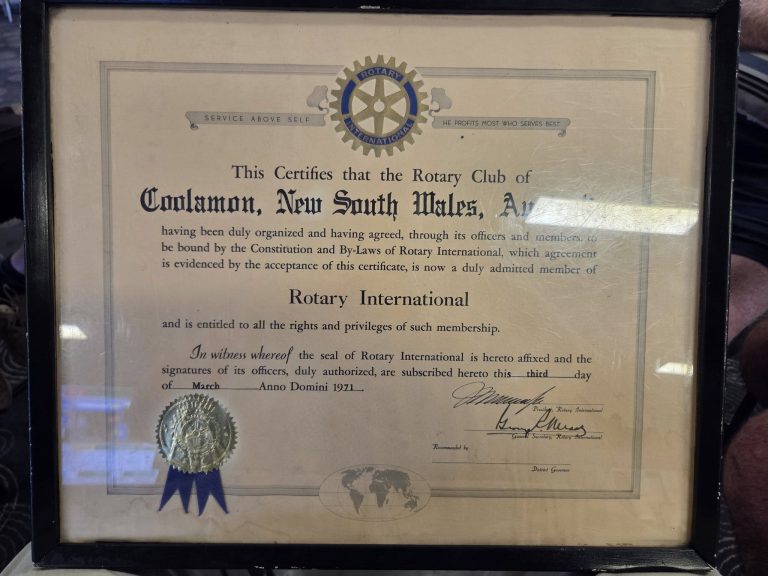 ROTARY
INTERNATIONAL
SERVICE ABOVE SELF
HE PROFITS MOST WHO SERVES BEST
This Certifies that the Rotary Club of
Coolamon, New South Wales,
having been duly organized and having agreed, through its officers and members, to
be bound by the Constitution and By-Laws of Rotary International, which agreement
is evidenced by the acceptance of this certificate, is now a duly admitted member of
Rotary International
and is entitled to all the rights and privileges of such membership.
In witness whereof the seal of Rotary International is hereto affixed and the
signatures of its officers, duly authorized, are subscribed hereto this third day
of March Anno Domini 1971.
President, Rotary International
General Secretary, Rotary International
Recommended by
District Governor